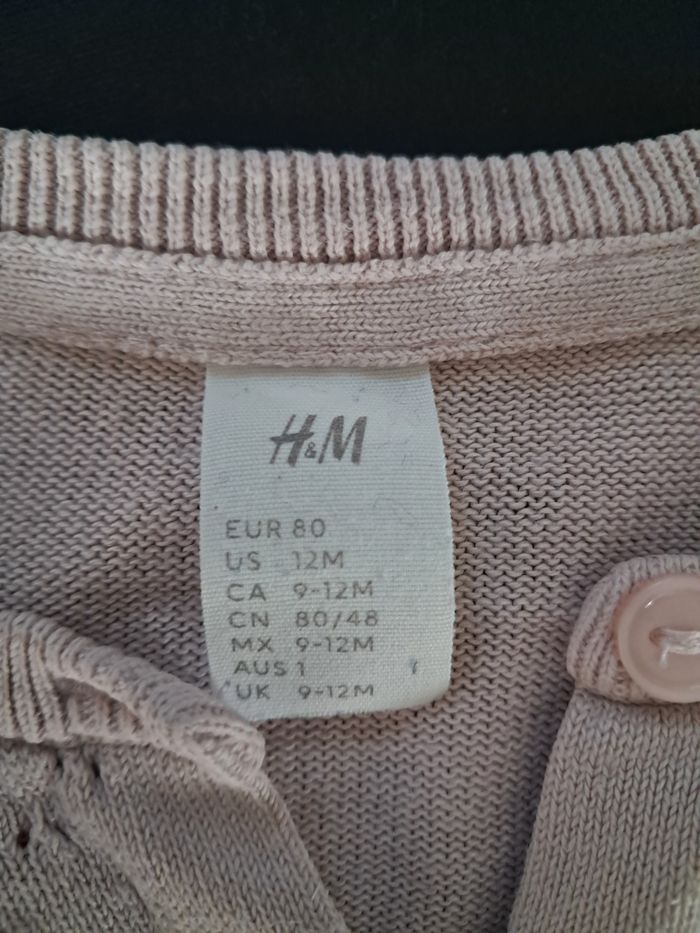 H&M
EUR 80
US 12M
CA 9-12M
CN 80/48
MX 9-12M
AUS 1
UK 9-12M